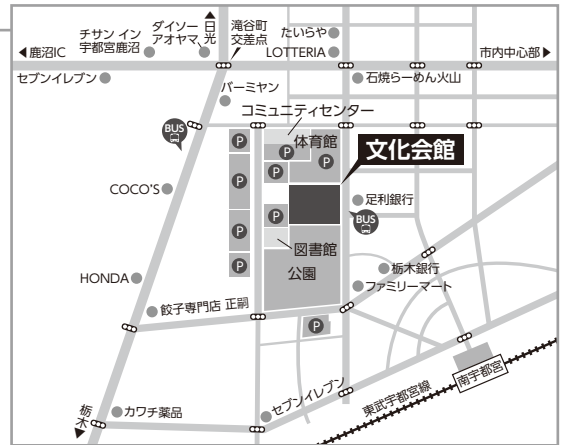 ▲日光
ダイソー
アオヤマ
滝谷町
交差点
たいらや
LOTTERIA
チサン イン
宇都宮鹿沼
◀鹿沼IC
市内中心部▶
セブンイレブン
石焼らーめん火山
バーミヤン
コミュニティセンター
BUS
体育館
P
P
P
P
文化会館
P
COCO'S
足利銀行
P
BUS
P
図書館
栃木銀行
P
公園
HONDA
ファミリーマート
餃子専門店 正嗣
P
南宇都宮
東武宇都宮線
セブンイレブン
カワチ薬品
栃木▼